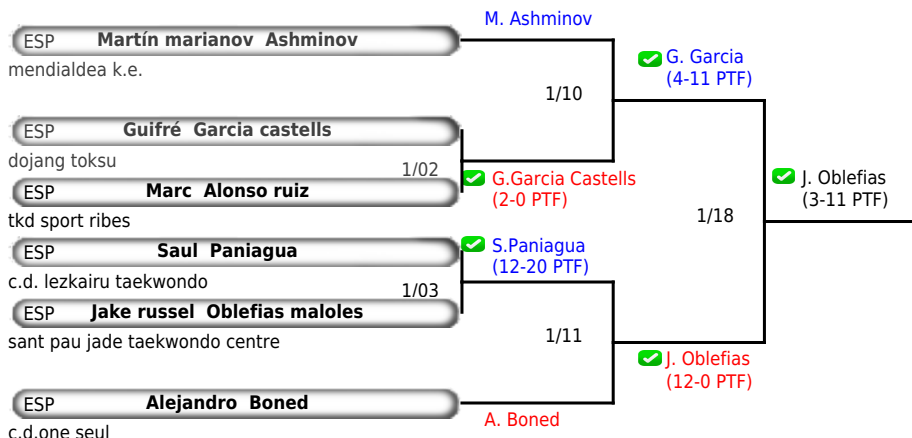 M. Ashminov
ESP Martín marianov Ashminov
mendialdea k.e.
G. Garcia
(4-11 PTF)
1/10
ESP Guifré Garcia castells
dojang toksu
1/02
G.Garcia Castells
(2-0 PTF)
ESP Marc Alonso ruiz
tkd sport ribes
J. Oblefias
(3-11 PTF)
1/18
ESP Saul Paniagua
c.d. lezkairu taekwondo
S.Paniagua
(12-20 PTF)
1/03
ESP Jake russel Oblefias maloles
sant pau jade taekwondo centre
1/11
J. Oblefias
(12-0 PTF)
ESP Alejandro Boned
A. Boned
c.d.one seul